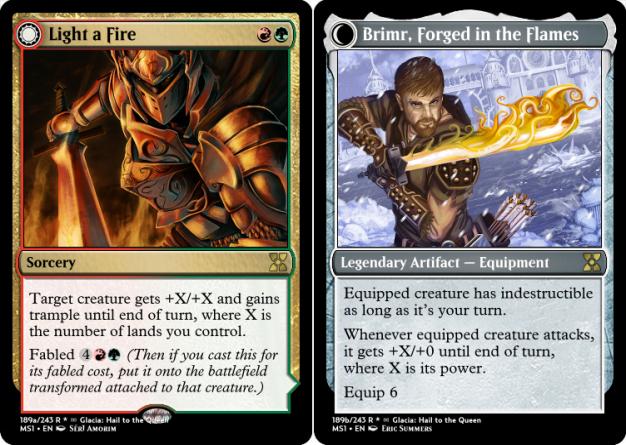 Light a Fire
Sorcery
Target creature gets +X/+X and gains
trample until end of turn, where X is
the number of lands you control.
Fabled 4 (Then if you cast this for
its fabled cost, put it onto the battlefield
transformed attached to that creature.)
189a/243 R * ∞ Glacia: Hail to the Queen
MS1 • EN Séri Amorim
Brimr, Forged in the Flames
2
Legendary Artifact — Equipment
Equipped creature has indestructible
as long as it's your turn.
Whenever equipped creature attacks,
it gets +X/+0 until end of turn,
where X is its power.
Equip 6
189b/243 R * ∞ Glacia: Hail to the Queen
MS1 • EN Eric Summers